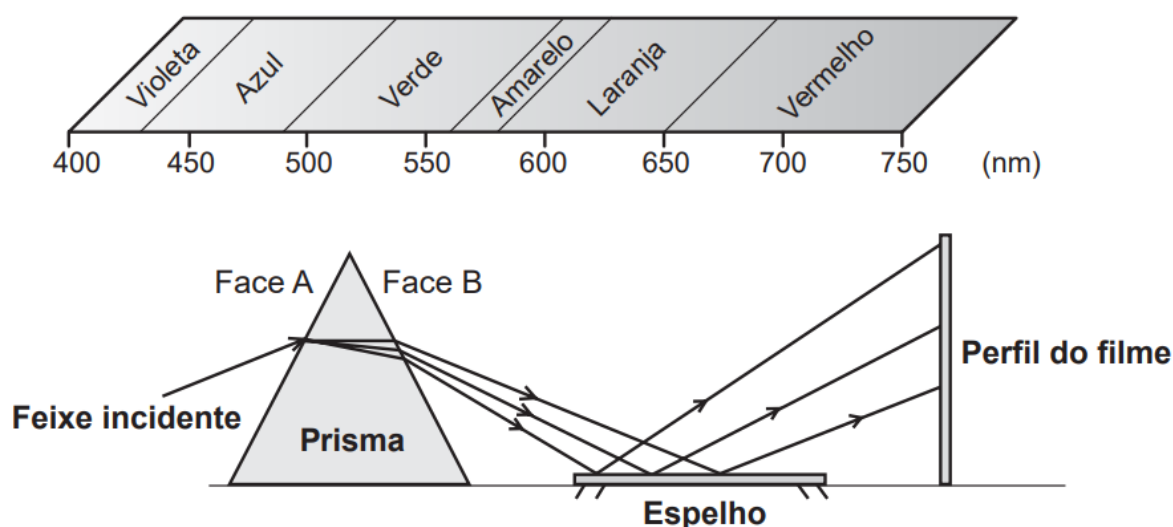 Violeta Azul Verde Amarelo Laranja Vermelho
400 450 500 550 600 650 700 750 (nm)
Face A Face B
Perfil do filme
Feixe incidente
Prisma
Espelho